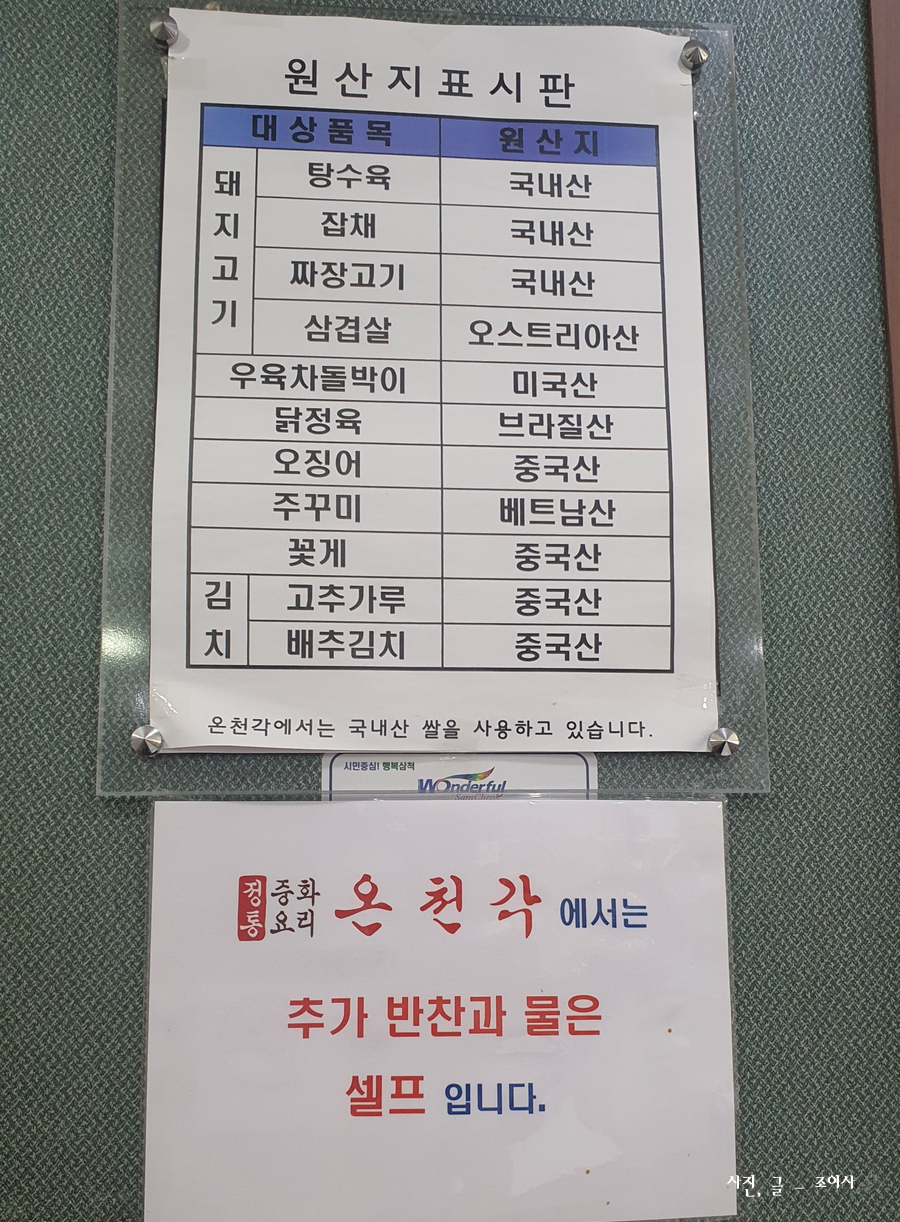 원산지표시판
대상품목 원산지
돼지고기 탕수육 국내산
잡채 국내산
짜장고기 국내산
삼겹살 오스트리아산
우육차돌박이 미국산
닭정육 브라질산
오징어 중국산
주꾸미 베트남산
꽃게 중국산
김치 고추가루 중국산
배추김치 중국산
온천각에서는 국내산 쌀을 사용하고 있습니다.
시민중심! 행복삼척
Wonderful
SamCheok
정통 중화요리 온천각 에서는
추가 반찬과 물은
셀프 입니다.
사진, 글 _ 조여사